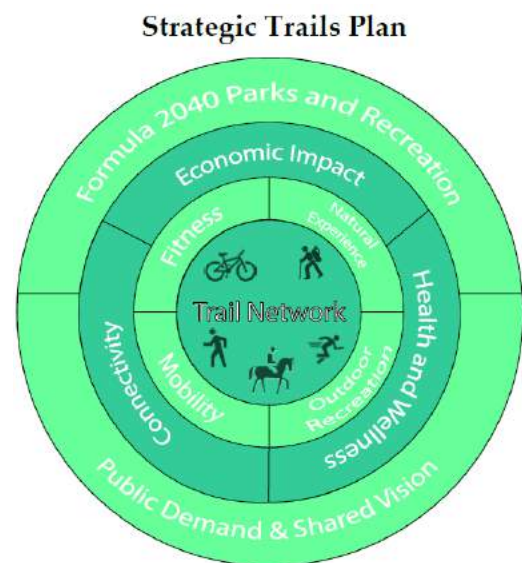 Strategic Trails Plan
Formula 2040 Parks and Recreation
Economic Impact
Fitness
Natural
Experience
Trail Network
Connectivity
Mobility
Outdoor
Recreation
Health and Wellness
Public Demand & Shared Vision